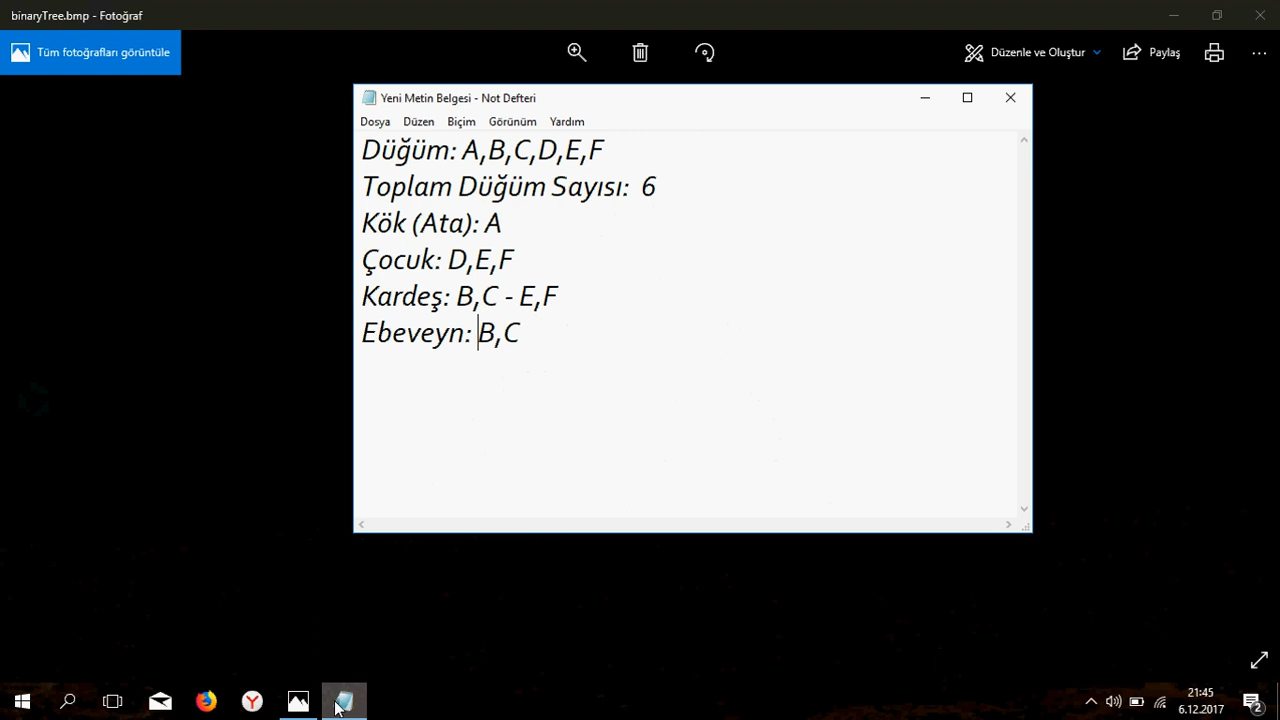 binaryTree.bmp - Fotoğraf
Tüm fotoğrafları görüntüle
Düzenle ve Oluştur
Paylaş
Yeni Metin Belgesi - Not Defteri
Dosya Düzen Biçim Görünüm Yardım
Düğüm: A,B,C,D,E,F
Toplam Düğüm Sayısı: 6
Kök (Ata): A
Çocuk: D,E,F
Kardeş: B,C - E,F
Ebeveyn: B,C
21:45
6.12.2017
2